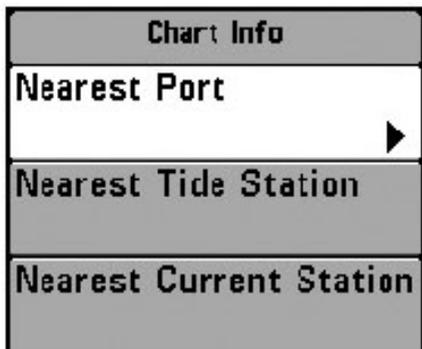 Chart Info
Nearest Port
Nearest Tide Station
Nearest Current Station